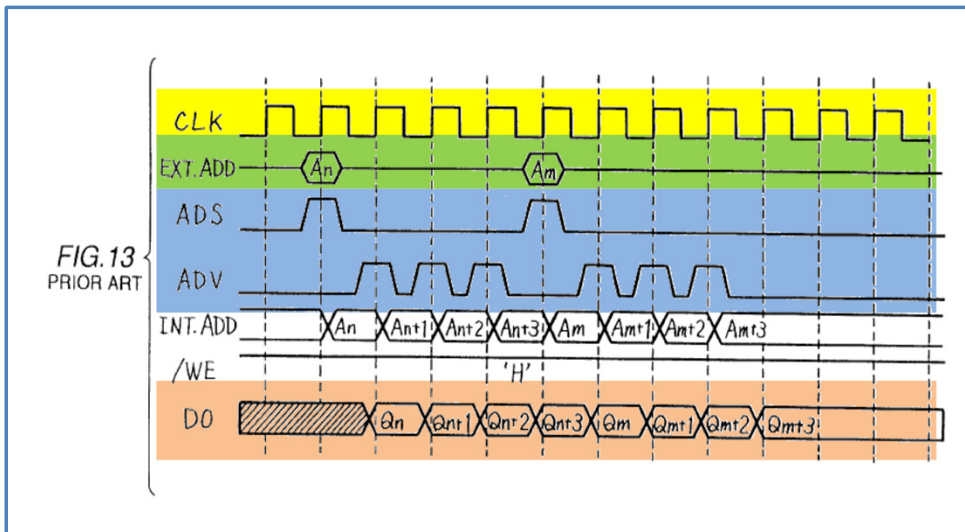 FIG.13
PRIOR ART
CLK
EXT.ADD An Am
ADS
ADV
INT.ADD An An+1 An+2 An+3 Am Am+1 Am+2 Am+3
/WE 'H'
DO Qn Qn+1 Qn+2 Qn+3 Qm Qm+1 Qm+2 Qm+3